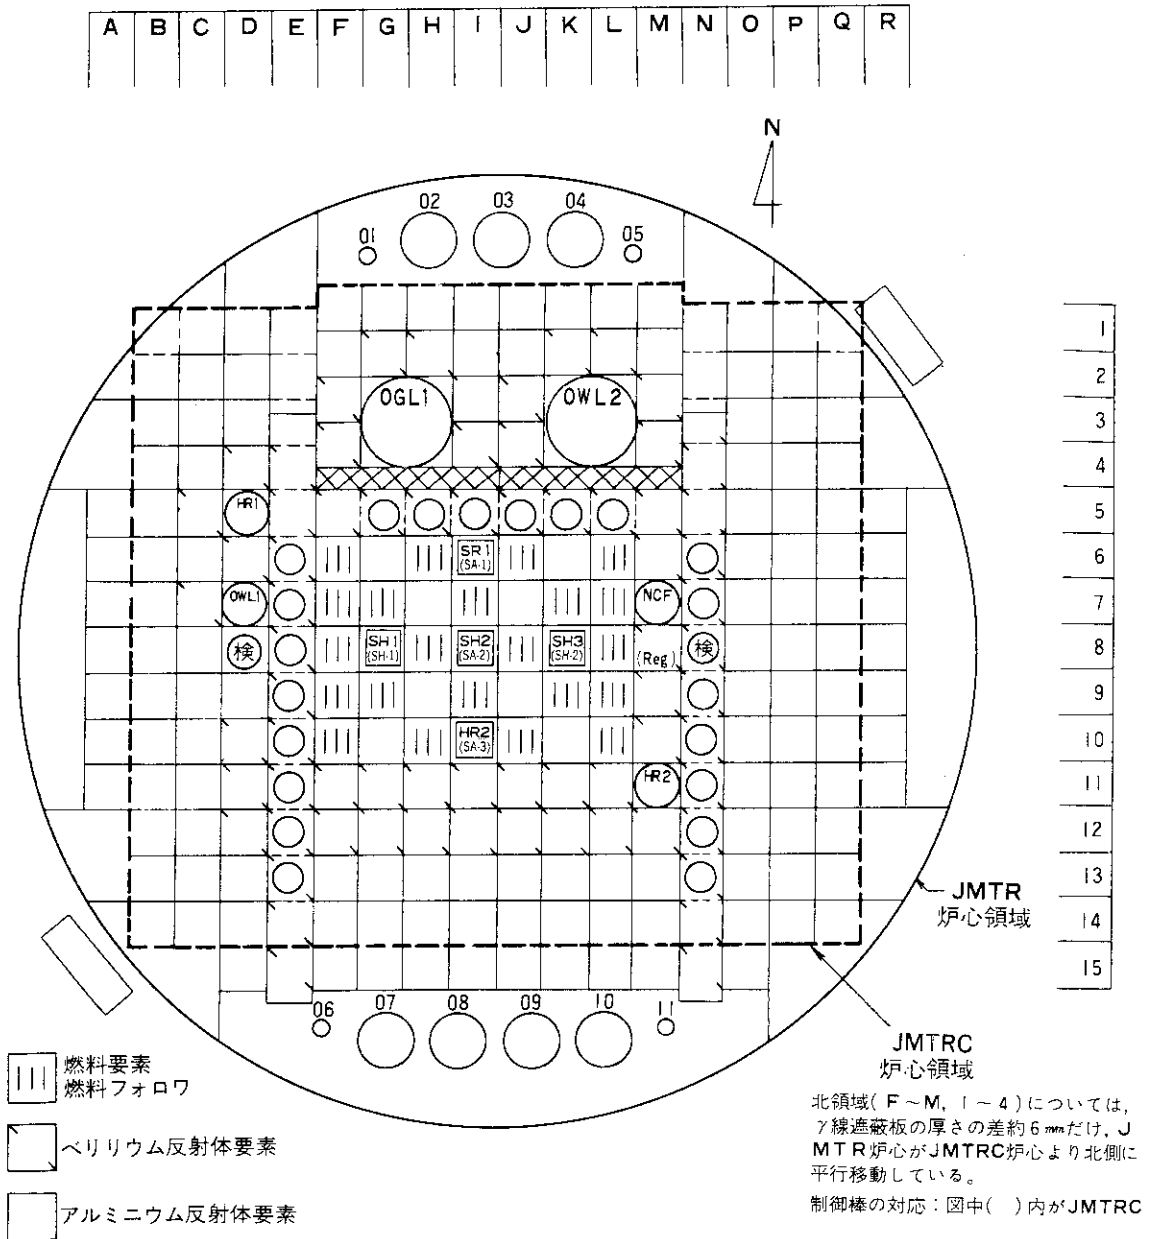 A B C D E F G H I J K L M N O P Q R
N
02 03 04
01 05
1
2
OGL1 OWL2
3
4
HR1
5
SR1
(SA-1)
6
OWL1 NCF
7
SH1 SH2 SH3
(SH-1) (SA-2) (SH-2)
検 (Reg) 検
8
9
HR2
(SA-3)
10
HR2
11
12
13
JMTR
炉心領域
14
15
06 07 08 09 10 11
JMTRC
炉心領域
燃料要素
燃料フォロワ
ベリリウム反射体要素
アルミニウム反射体要素
北領域(F~M, 1~4)については,
γ線遮蔽板の厚さの差約6㎜だけ, J
MTR炉心がJMTRC炉心より北側に
平行移動している。
制御棒の対応:図中( )内がJMTRC